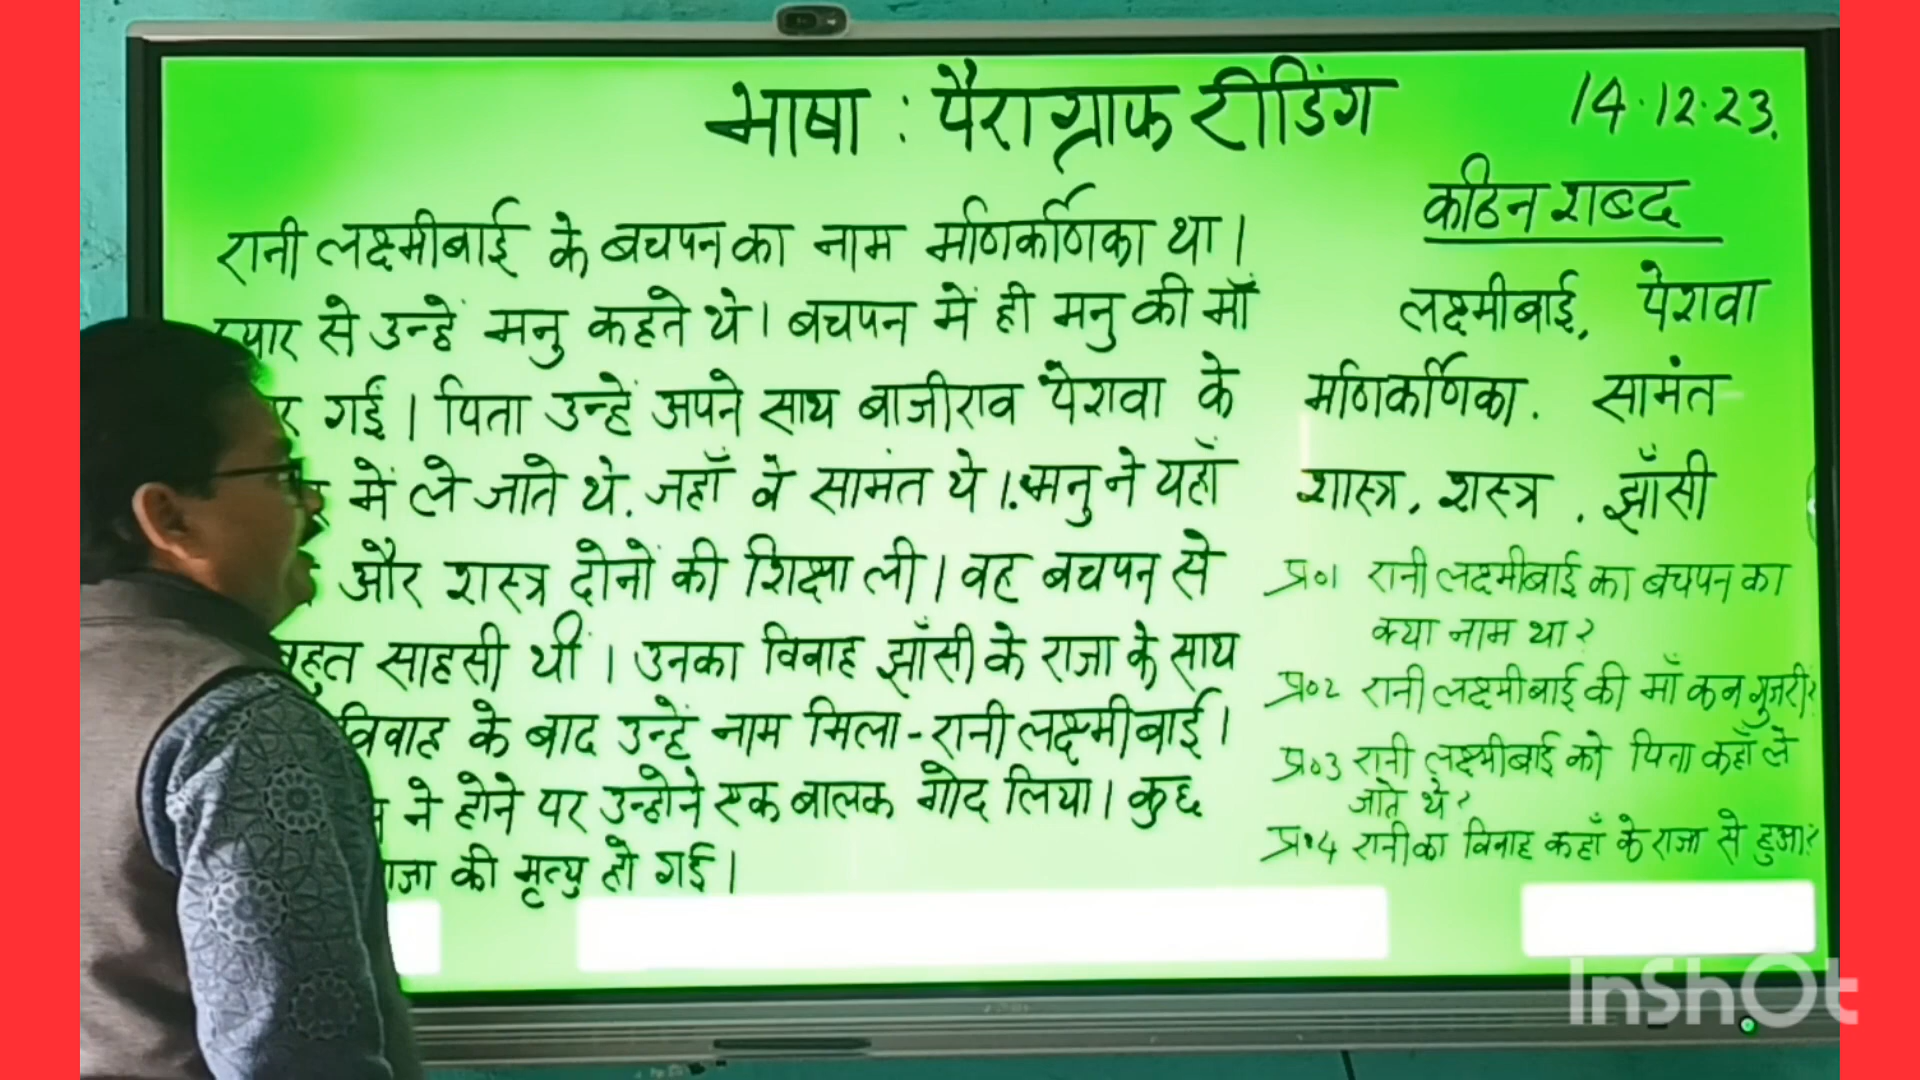 भाषा : पैराग्राफ रीडिंग
14.12.23.
रानी लक्ष्मीबाई के बचपन का नाम मणिकर्णिका था।
से उन्हें मनु कहते थे। बचपन में ही मनु की माँ
गई। पिता उन्हें अपने साथ बाजीराव पेशवा के
में ले जाते थे. जहाँ वे सामंत थे। मनु ने यहाँ
और शस्त्र दोनों की शिक्षा ली। वह बचपन से
बहुत साहसी थीं। उनका विवाह झाँसी के राजा के साथ
विवाह के बाद उन्हें नाम मिला - रानी लक्ष्मीबाई।
ने होने पर उन्होने एक बालक गोद लिया। कुछ
की मृत्यु हो गई।
कठिन शब्द
लक्ष्मीबाई, पेशवा
मणिकर्णिका. सामंत
शास्त्र, शस्त्र, झाँसी
प्र०1 रानी लक्ष्मीबाई का बचपन का
क्या नाम था?
प्र०2 रानी लक्ष्मीबाई की माँ कब गुजरीं?
प्र०3 रानी लक्ष्मीबाई को पिता कहाँ ले
जाते थे?
प्र०4 रानी का विवाह कहाँ के राजा से हुआ?
InShOt